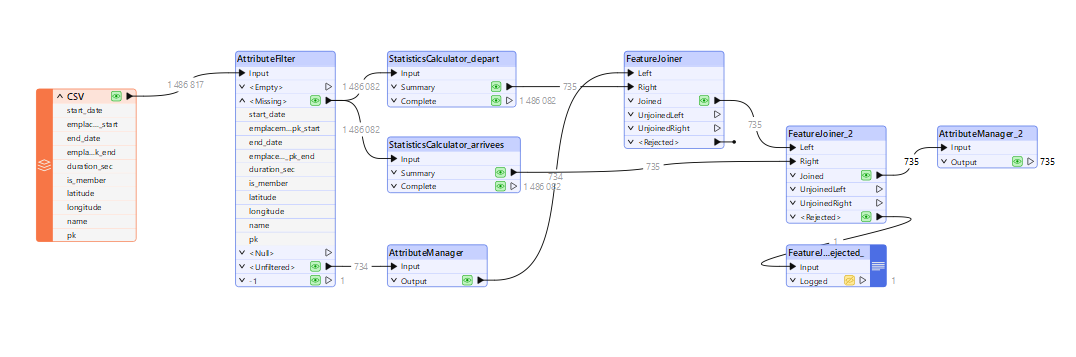 CSV
start_date
emplac..._start
end_date
empla...k_end
duration_sec
is_member
latitude
longitude
name
pk
1 486 817
AttributeFilter
Input
<Empty>
<Missing>
start_date
emplacem...pk_start
end_date
emplace..._pk_end
duration_sec
is_member
latitude
longitude
name
pk
<Null>
<Unfiltered>
-1
1 486 082
1 486 082
734
1
StatisticsCalculator_depart
Input
Summary
Complete
735
1 486 082
StatisticsCalculator_arrivees
Input
Summary
Complete
735
1 486 082
AttributeManager
Input
Output
734
FeatureJoiner
Left
Right
Joined
UnjoinedLeft
UnjoinedRight
<Rejected>
735
FeatureJoiner_2
Left
Right
Joined
UnjoinedLeft
UnjoinedRight
<Rejected>
735
1
FeatureJ...ejected_
Input
Logged
1
AttributeManager_2
Input
Output
735